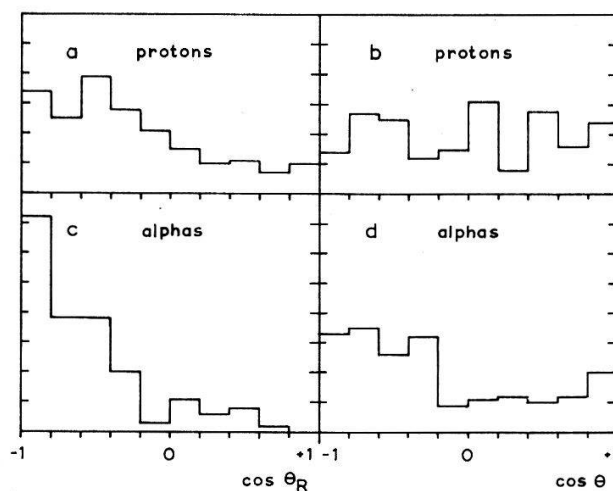 a protons
b protons
c alphas
d alphas
-1 0 +1
-1 0 +
cos θR
cos θ